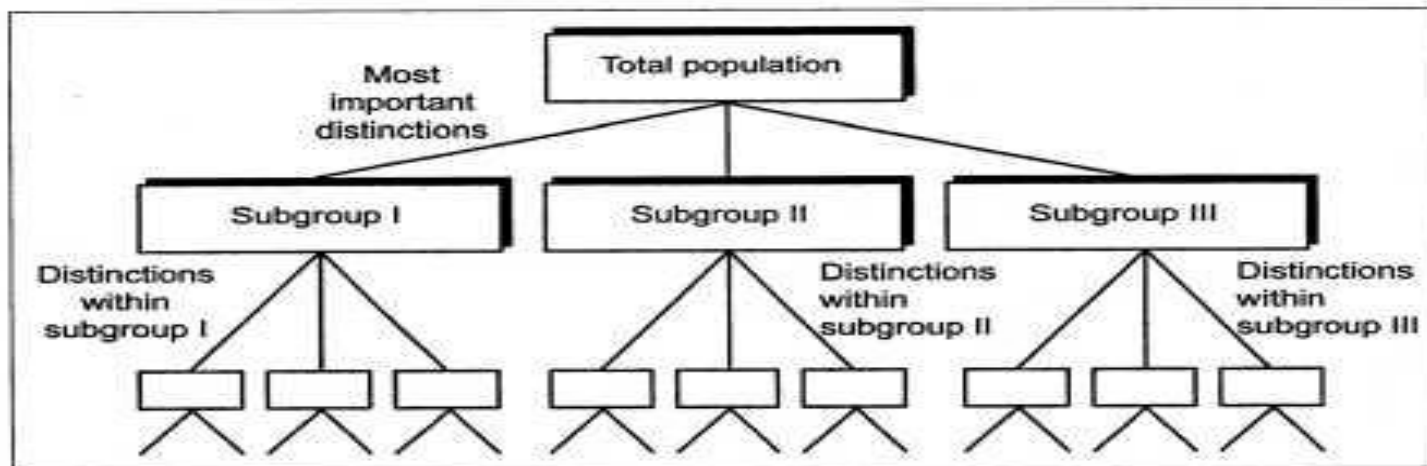 Total population
Most
important
distinctions
Subgroup I
Subgroup II
Subgroup III
Distinctions
within
subgroup I
Distinctions
within
subgroup II
Distinctions
within
subgroup III